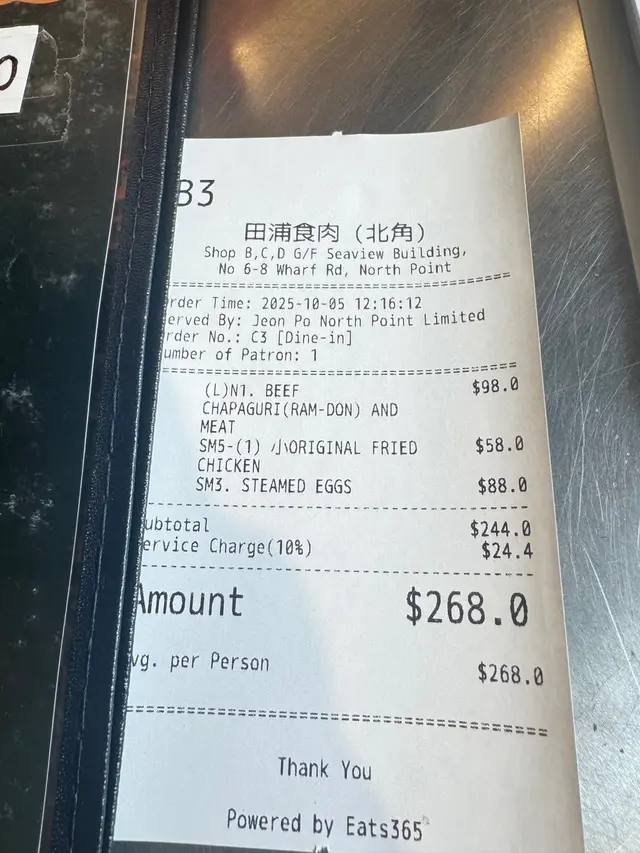 0
B3
田浦食肉 (北角)
Shop B,C,D G/F Seaview Building,
No 6-8 Wharf Rd, North Point
rder Time: 2025-10-05 12:16:12
erved By: Jeon Po North Point Limited
rder No.: C3 [Dine-in]
umber of Patron: 1
(L)N1. BEEF $98.0
CHAPAGURI(RAM-DON) AND
MEAT
SM5-(1) 小ORIGINAL FRIED $58.0
CHICKEN
SM3. STEAMED EGGS $88.0
ubtotal $244.0
ervice Charge(10%) $24.4
Amount $268.0
vg. per Person $268.0
Thank You
Powered by Eats365